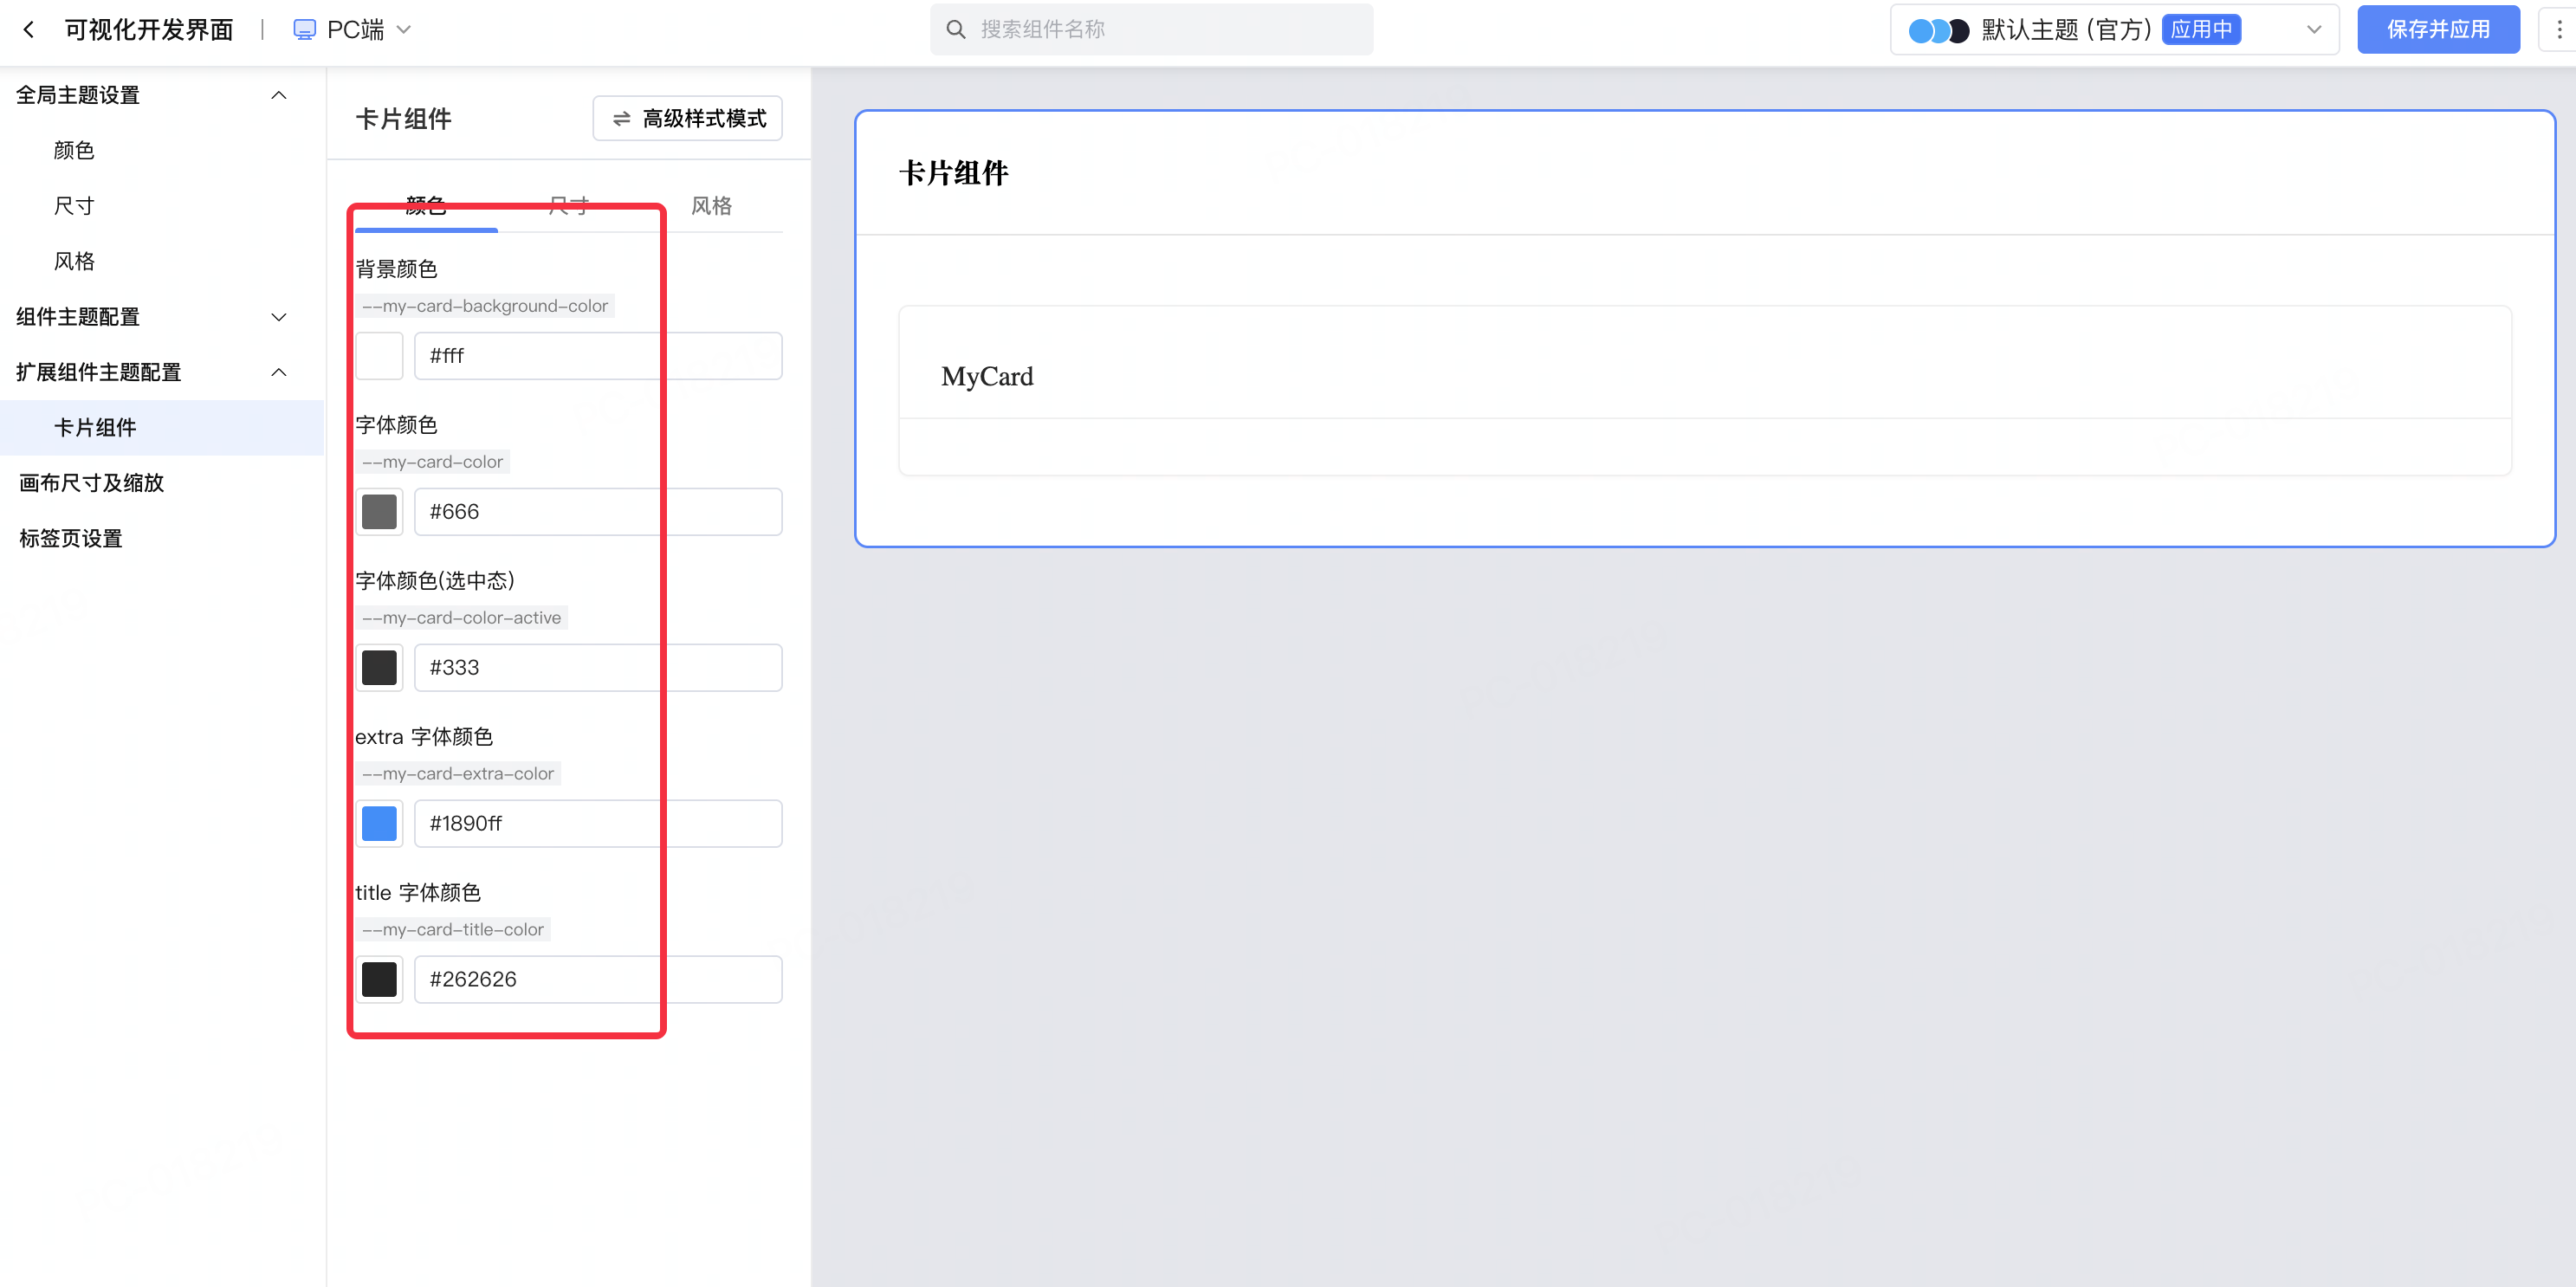 可视化开发界面
PC端
搜索组件名称
默认主题 (官方) 应用中
保存并应用
全局主题设置
颜色
尺寸
风格
组件主题配置
扩展组件主题配置
卡片组件
画布尺寸及缩放
标签页设置
卡片组件
高级样式模式
颜色 尺寸 风格
背景颜色
--my-card-background-color
#fff
字体颜色
--my-card-color
#666
字体颜色(选中态)
--my-card-color-active
#333
extra 字体颜色
--my-card-extra-color
#1890ff
title 字体颜色
--my-card-title-color
#262626
卡片组件
MyCard